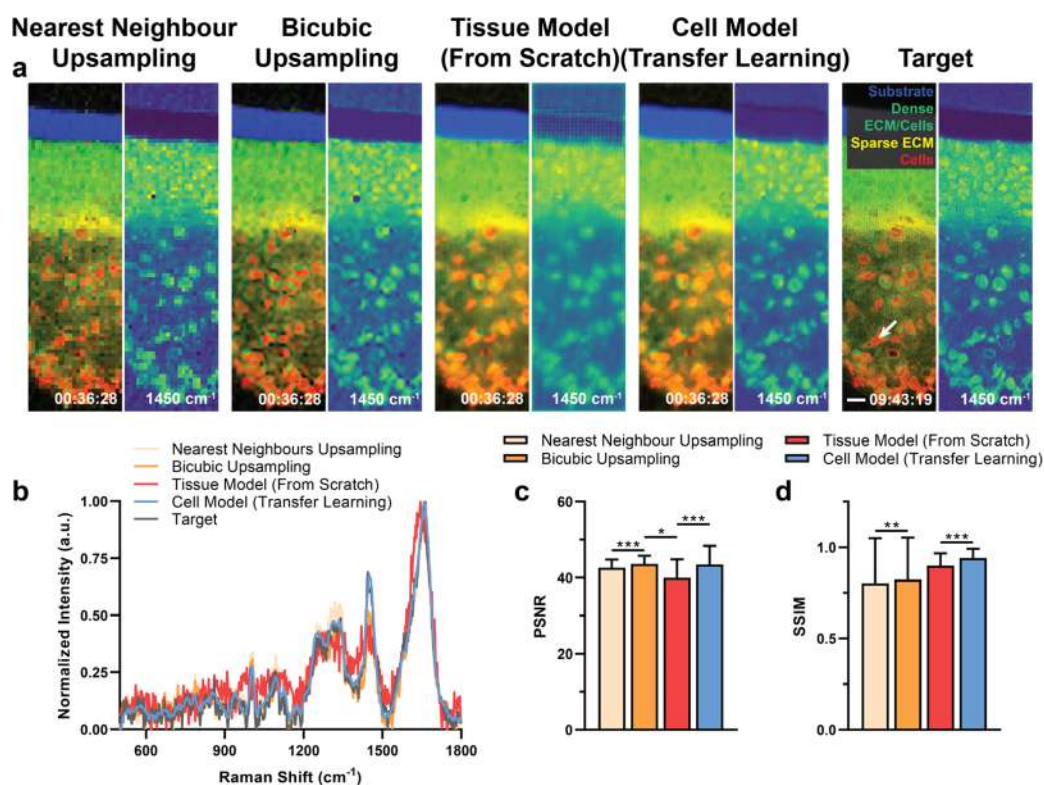 Nearest Neighbour
Upsampling
Bicubic
Upsampling
Tissue Model
(From Scratch)
Cell Model
(Transfer Learning)
Target
a
Substrate
Dense
ECM/Cells
Sparse ECM
Cells
00:36:28
1450 cm⁻¹
00:36:28
1450 cm⁻¹
00:36:28
1450 cm⁻¹
00:36:28
1450 cm⁻¹
09:43:19
1450 cm⁻¹
b
Nearest Neighbours Upsampling
Bicubic Upsampling
Tissue Model (From Scratch)
Cell Model (Transfer Learning)
Target
Normalized Intensity (a.u.)
1.00
0.75
0.50
0.25
0.00
600
900
1200
1500
1800
Raman Shift (cm⁻¹)
Nearest Neighbour Upsampling
Bicubic Upsampling
Tissue Model (From Scratch)
Cell Model (Transfer Learning)
c
PSNR
60
40
20
0
***
*
***
d
SSIM
1.0
0.5
0.0
**
***